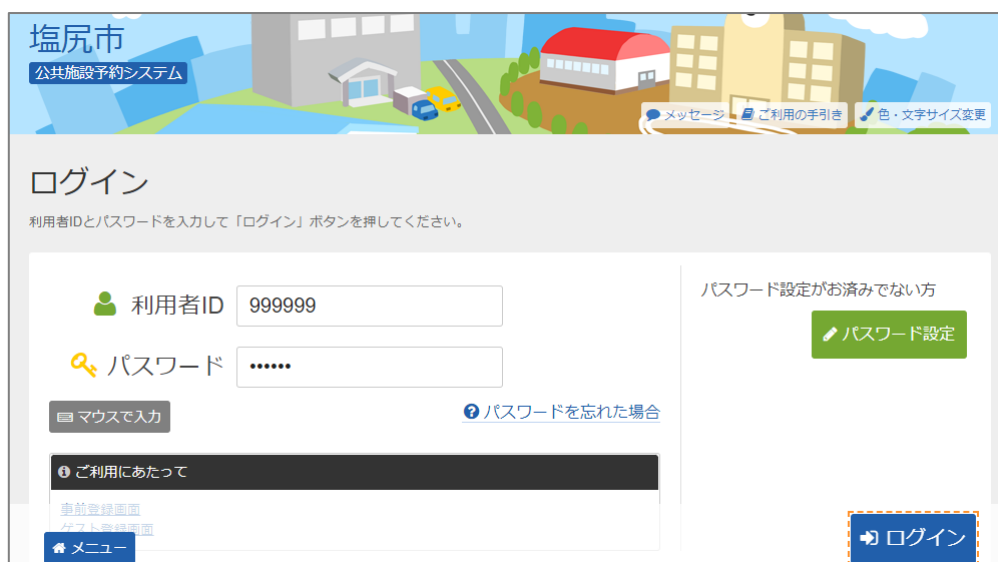 塩尻市
公共施設予約システム
メッセージ
ご利用の手引き
色・文字サイズ変更
ログイン
利用者IDとパスワードを入力して「ログイン」ボタンを押してください。
利用者ID
999999
パスワード
••••••
マウスで入力
パスワードを忘れた場合
パスワード設定がお済みでない方
パスワード設定
ご利用にあたって
事前登録画面
ゲスト登録画面
メニュー
ログイン